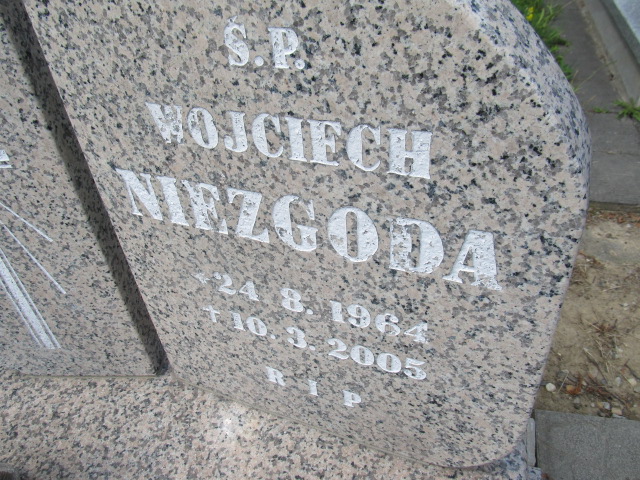 Ś.P.
WOJCIECH
NIEZGODA
* 24. 8. 1964
† 10. 3. 2005
R I P